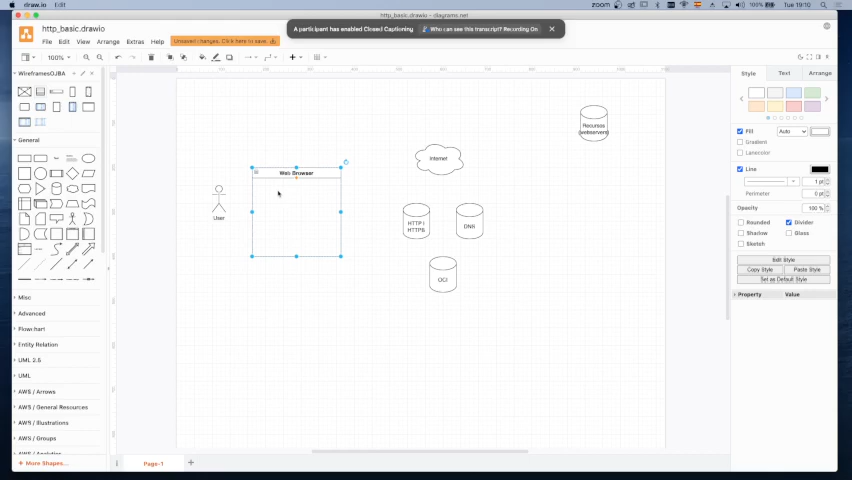 draw.io Edit
zoom 100% Tue 19:10
http_basic.drawio - diagrams.net
http_basic.drawio
File Edit View Arrange Extras Help
Unsaved changes. Click here to save.
A participant has enabled Closed Captioning
Who can see this transcript? Recording On
100%
WireframesOJBA
General
Misc
Advanced
Flowchart
Entity Relation
UML 2.5
UML
AWS / Arrows
AWS / General Resources
AWS / Illustrations
AWS / Groups
+ More Shapes...
Web Browser
User
Internet
HTTP \
HTTPS
DNR
OCI
Recursos
(webservers)
Page-1
Style Text Arrange
Fill Auto
Gradient
Line
1 pt
Perimeter 0 pt
Opacity 100 %
Rounded Divider
Shadow Glass
Sketch
Edit Style
Copy Style Paste Style
Set as Default Style
Property Value